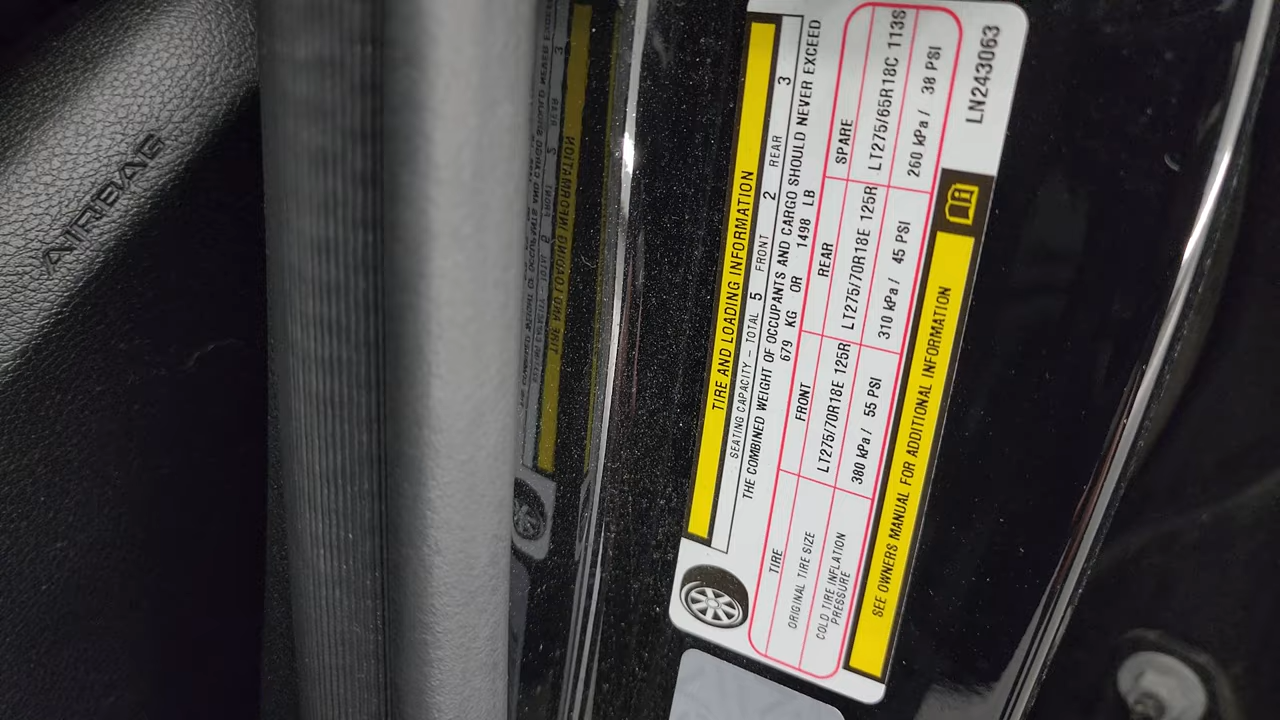 AIRBAG
TIRE AND LOADING INFORMATION
SEATING CAPACITY – TOTAL 5 FRONT 2 REAR 3
THE COMBINED WEIGHT OF OCCUPANTS AND CARGO SHOULD NEVER EXCEED
679 KG OR 1498 LB
TIRE FRONT REAR SPARE
ORIGINAL TIRE SIZE LT275/70R18E 125R LT275/70R18E 125R LT275/65R18C 113S
COLD TIRE INFLATION
PRESSURE 380 kPa / 55 PSI 310 kPa / 45 PSI 260 kPa / 38 PSI
SEE OWNERS MANUAL FOR ADDITIONAL INFORMATION
LN243063
TIRE AND LOADING INFORMATION